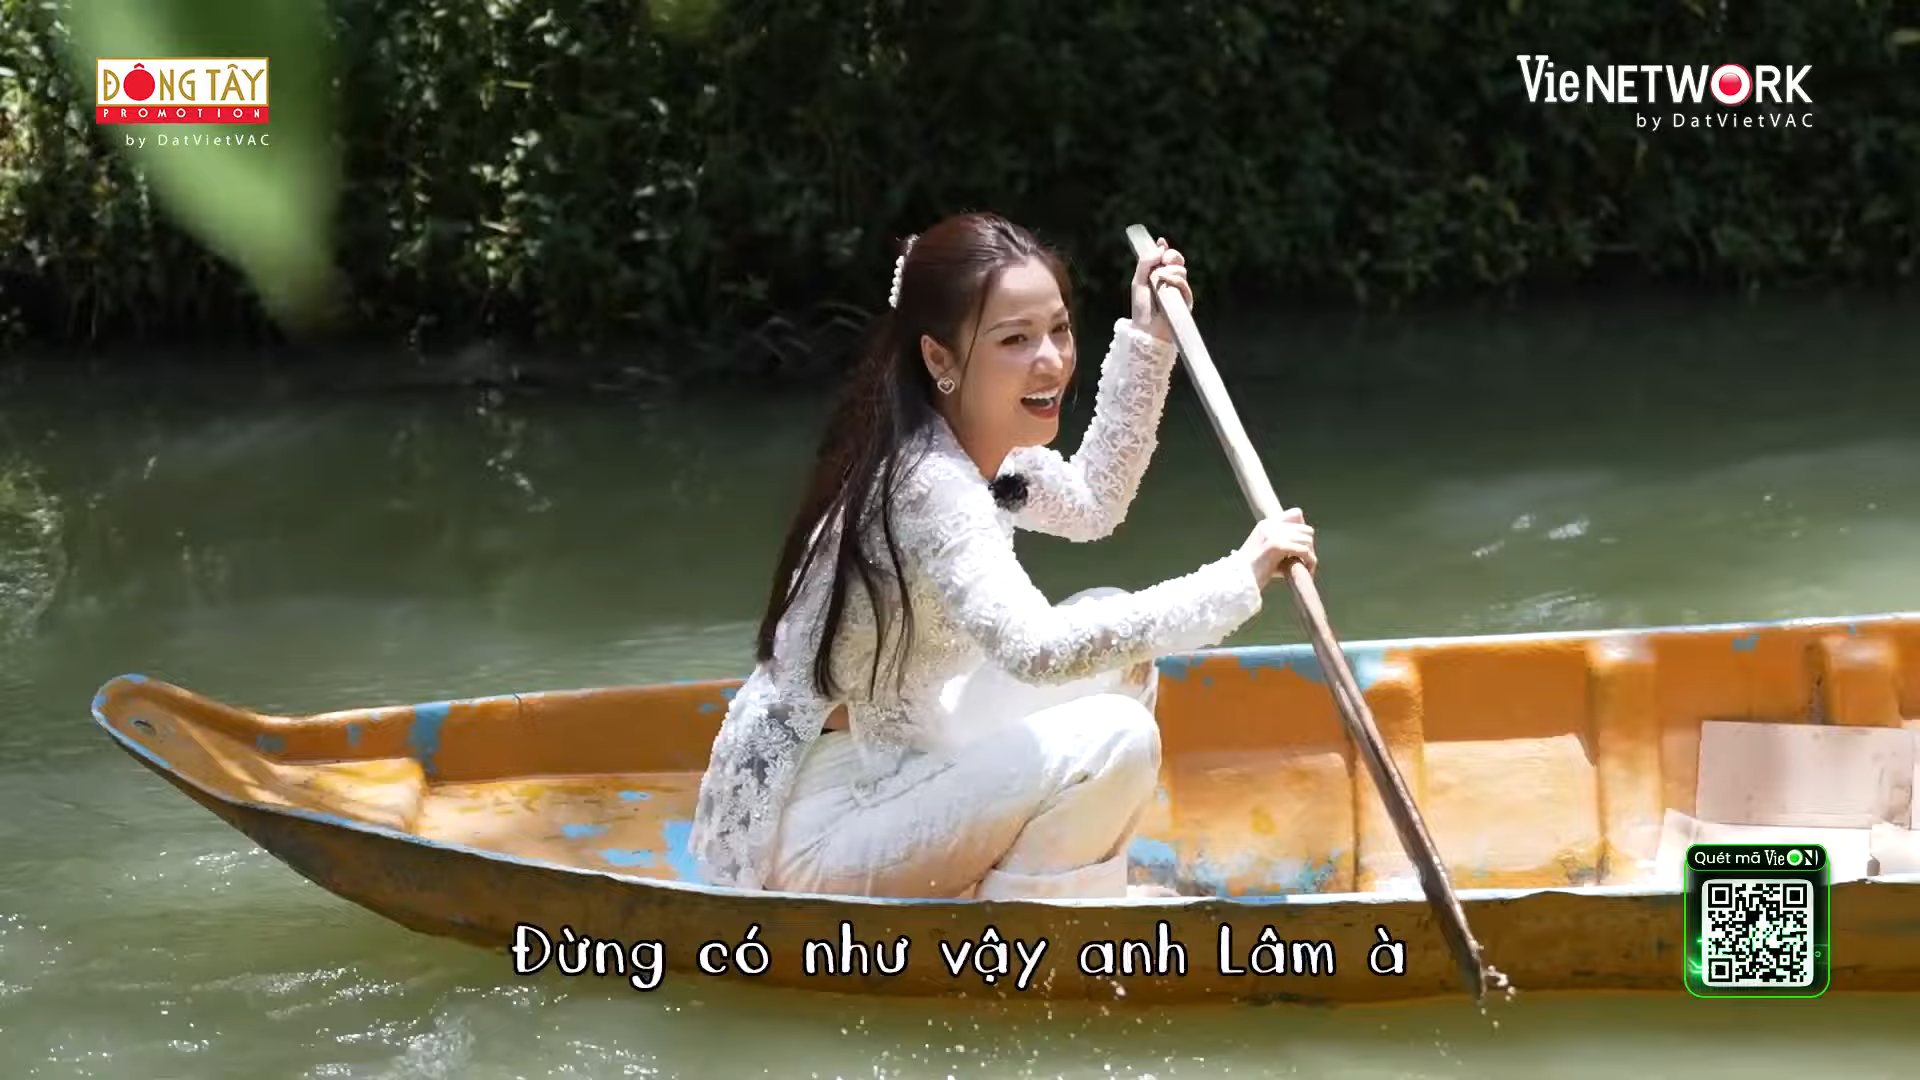 ĐÔNG TÂY
PROMOTION
by DatVietVAC
VieNETWORK
by DatVietVAC
Quét mã VieON
Đừng có như vậy anh Lâm à